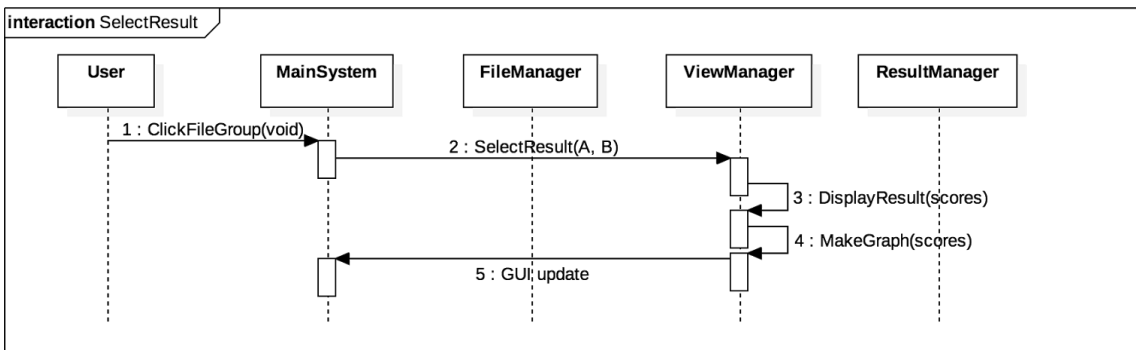 interaction SelectResult
User
MainSystem
FileManager
ViewManager
ResultManager
1 : ClickFileGroup(void)
2 : SelectResult(A, B)
3 : DisplayResult(scores)
4 : MakeGraph(scores)
5 : GUI update